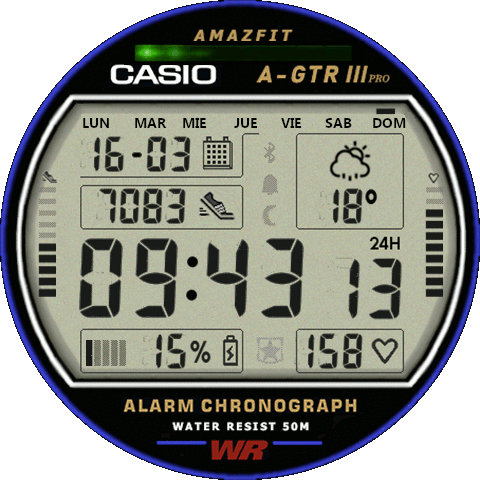 AMAZFIT
CASIO A-GTR III PRO
LUN MAR MIE JUE VIE SAB DOM
16-03
7083 18°
24H
09:43 13
15% 158
ALARM CHRONOGRAPH
WATER RESIST 50M
WR